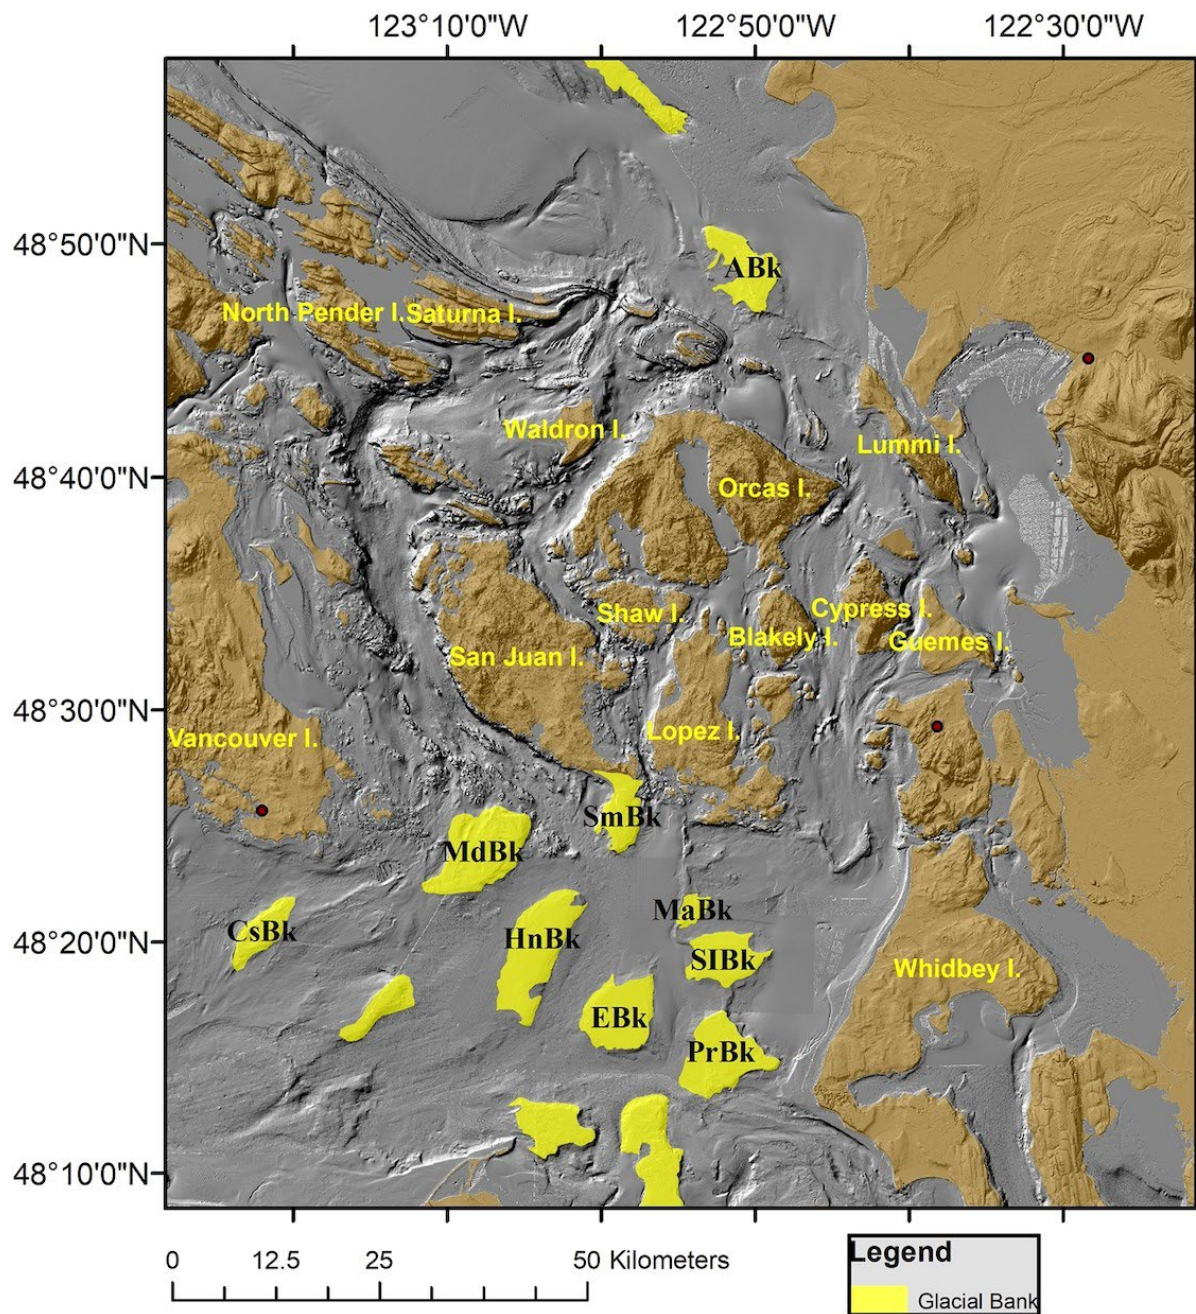 123°10'0"W 122°50'0"W 122°30'0"W
48°50'0"N
ABk
North Pender I. Saturna I.
Waldron I.
Lummi I.
48°40'0"N
Orcas I.
Shaw I.
Cypress I.
Blakely I.
Guemes I.
San Juan I.
48°30'0"N
Vancouver I.
Lopez I.
SmBk
MdBk
MaBk
CsBk
HnBk
48°20'0"N
SIBk
Whidbey I.
EBk
PrBk
48°10'0"N
0 12.5 25 50 Kilometers
Legend
Glacial Bank